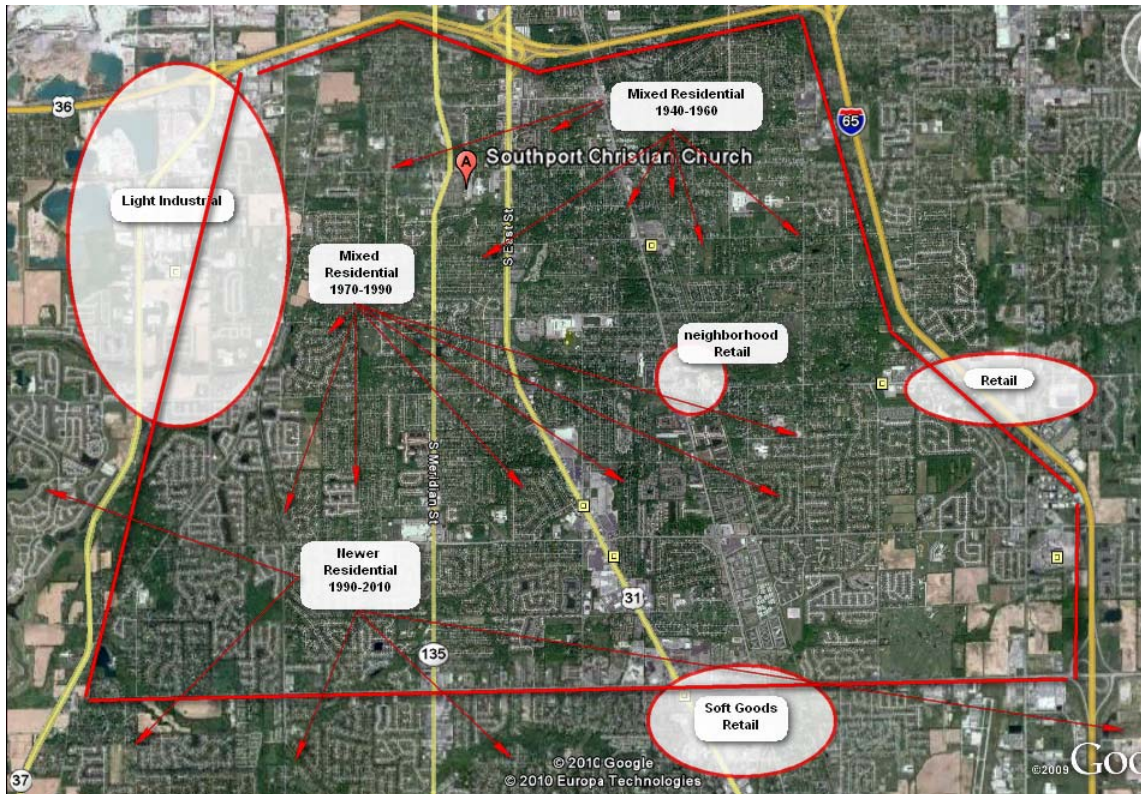 36
Mixed Residential
1940-1960
65
A
Southport Christian Church
Light Industrial
S East St
Mixed
Residential
1970-1990
neighborhood
Retail
Retail
S Meridian St
Newer
Residential
1990-2010
31
135
Soft Goods
Retail
© 2010 Google
© 2010 Europa Technologies
©2009 Goo
37